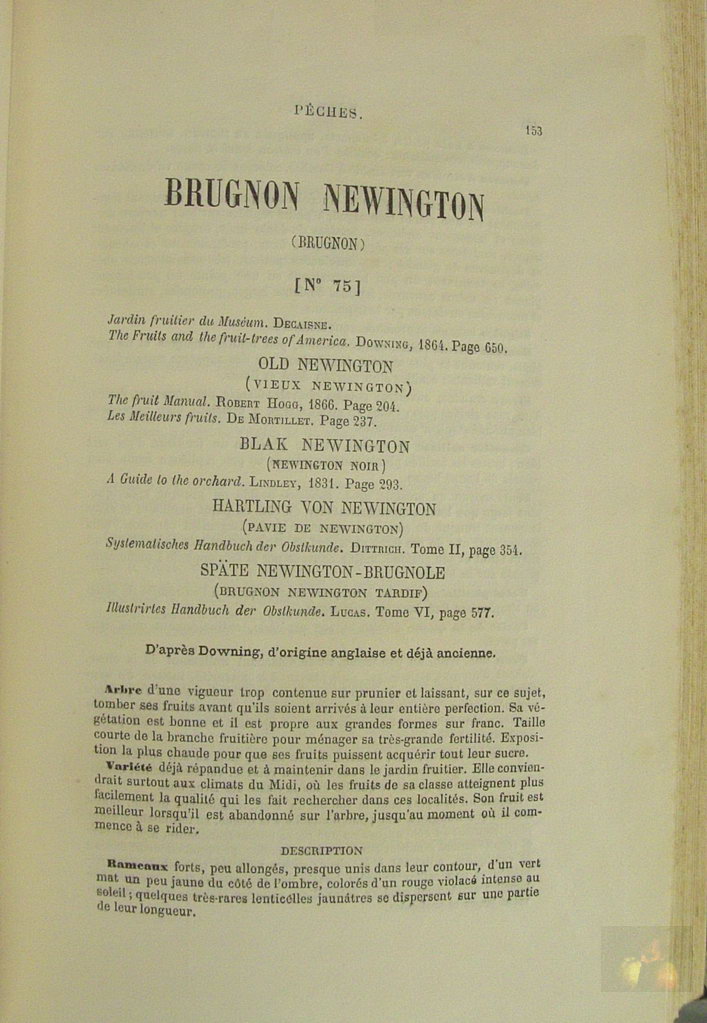 PÊCHES.
153
BRUGNON NEWINGTON
(BRUGNON)
[N° 75]
Jardin fruitier du Muséum. DECAISNE.
The Fruits and the fruit-trees of America. DOWNING, 1864. Page 650.
OLD NEWINGTON
(VIEUX NEWINGTON)
The fruit Manual. ROBERT HOGG, 1866. Page 204.
Les Meilleurs fruits. DE MORTILLET. Page 237.
BLAK NEWINGTON
(NEWINGTON NOIR)
A Guide to the orchard. LINDLEY, 1831. Page 293.
HARTLING VON NEWINGTON
(PAVIE DE NEWINGTON)
Systematisches Handbuch der Obstkunde. DITTRICH. Tome II, page 354.
SPÄTE NEWINGTON-BRUGNOLE
(BRUGNON NEWINGTON TARDIF)
Illustrirtes Handbuch der Obstkunde. LUCAS. Tome VI, page 577.
D'après Downing, d'origine anglaise et déjà ancienne.
Arbre d'une vigueur trop contenue sur prunier et laissant, sur ce sujet,
tomber ses fruits avant qu'ils soient arrivés à leur entière perfection. Sa vé-
gétation est bonne et il est propre aux grandes formes sur franc. Taille
courte de la branche fruitière pour ménager sa très-grande fertilité. Exposi-
tion la plus chaude pour que ses fruits puissent acquérir tout leur sucre.
Variété déjà répandue et à maintenir dans le jardin fruitier. Elle convien-
drait surtout aux climats du Midi, où les fruits de sa classe atteignent plus
facilement la qualité qui les fait rechercher dans ces localités. Son fruit est
meilleur lorsqu'il est abandonné sur l'arbre, jusqu'au moment où il com-
mence à se rider.
DESCRIPTION
Rameaux forts, peu allongés, presque unis dans leur contour, d'un vert
mat un peu jaune du côté de l'ombre, colorés d'un rouge violacé intense au
soleil ; quelques très-rares lenticelles jaunâtres se dispersent sur une partie
de leur longueur.